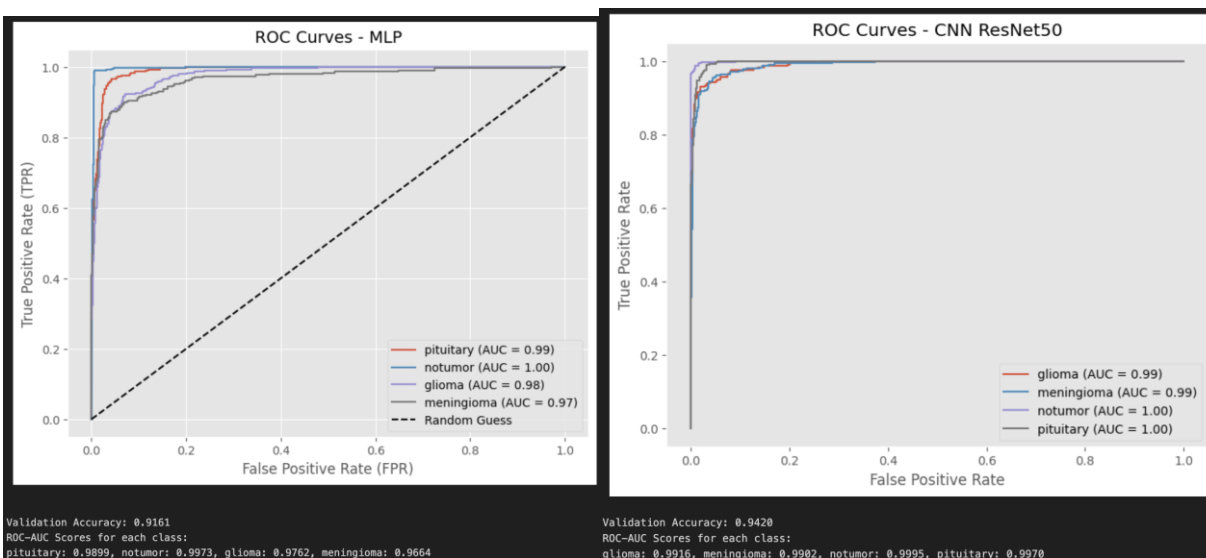 ROC Curves - MLP
1.0
0.8
0.6
0.4
0.2
0.0
True Positive Rate (TPR)
pituitary (AUC = 0.99)
notumor (AUC = 1.00)
glioma (AUC = 0.98)
meningioma (AUC = 0.97)
Random Guess
0.0 0.2 0.4 0.6 0.8 1.0
False Positive Rate (FPR)
Validation Accuracy: 0.9161
ROC-AUC Scores for each class:
pituitary: 0.9899, notumor: 0.9973, glioma: 0.9762, meningioma: 0.9664
ROC Curves - CNN ResNet50
1.0
0.8
0.6
0.4
0.2
0.0
True Positive Rate
glioma (AUC = 0.99)
meningioma (AUC = 0.99)
notumor (AUC = 1.00)
pituitary (AUC = 1.00)
0.0 0.2 0.4 0.6 0.8 1.0
False Positive Rate
Validation Accuracy: 0.9420
ROC-AUC Scores for each class:
glioma: 0.9916, meningioma: 0.9902, notumor: 0.9995, pituitary: 0.9970